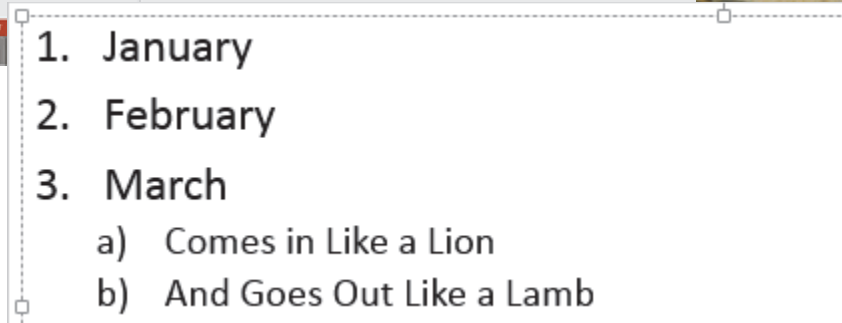 1. January
2. February
3. March
a) Comes in Like a Lion
b) And Goes Out Like a Lamb